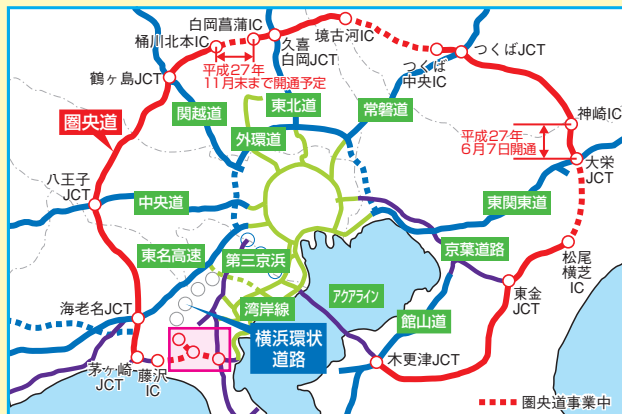 白岡菖蒲IC
桶川北本IC
久喜
白岡JCT
境古河IC
つくば
中央IC
つくばJCT
鶴ヶ島JCT
平成27年
11月末まで開通予定
関越道
東北道
常磐道
外環道
圏央道
神崎IC
平成27年
6月7日開通
大栄
JCT
八王子
JCT
中央道
東関東道
東名高速
第三京浜
京葉道路
松尾
横芝
IC
海老名JCT
湾岸線
アクアライン
館山道
東金
JCT
横浜環状
道路
茅ヶ崎
JCT
藤沢
IC
木更津JCT
圏央道事業中